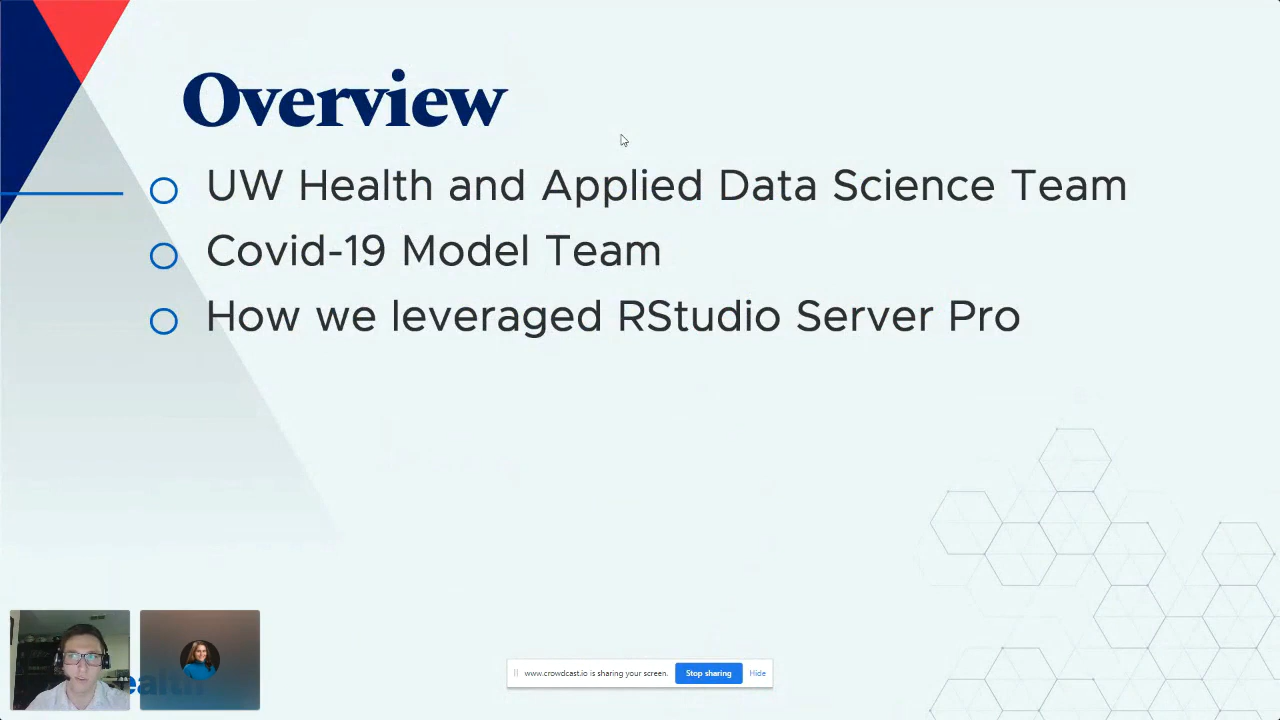 Overview
UW Health and Applied Data Science Team
Covid-19 Model Team
How we leveraged RStudio Server Pro
www.crowdcast.io is sharing your screen. Stop sharing Hide